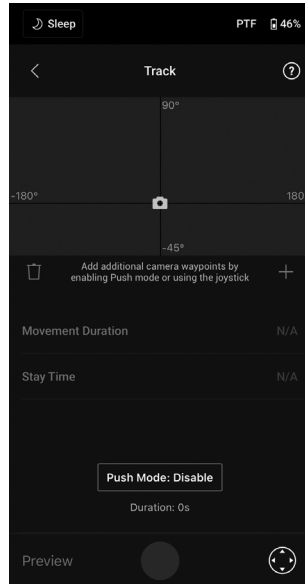 Sleep PTF 46%
Track ?
90°
-180° 180
-45°
Add additional camera waypoints by
enabling Push mode or using the joystick
Movement Duration N/A
Stay Time N/A
Push Mode: Disable
Duration: 0s
Preview